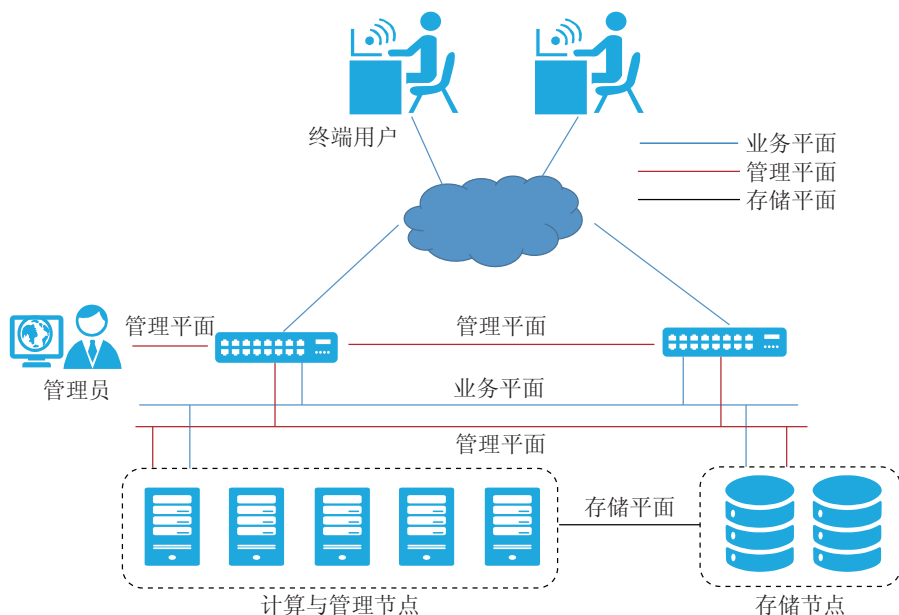 终端用户
业务平面
管理平面
存储平面
管理平面
管理平面
管理员
业务平面
管理平面
存储平面
计算与管理节点
存储节点